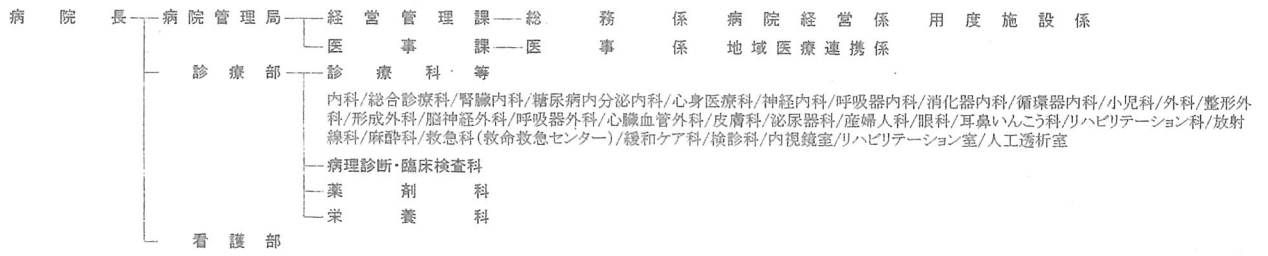 病院長 病院管理局 経営管理課 総務係 病院経営係 用度施設係
医事課 医事係 地域医療連携係
診療部 診療科等
内科/総合診療科/腎臓内科/糖尿病内分泌内科/心身医療科/神経内科/呼吸器内科/消化器内科/循環器内科/小児科/外科/整形外
科/形成外科/脳神経外科/呼吸器外科/心臓血管外科/皮膚科/泌尿器科/産婦人科/眼科/耳鼻いんこう科/リハビリテーション科/放射
線科/麻酔科/救急科(救命救急センター)/緩和ケア科/検診科/内視鏡室/リハビリテーション室/人工透析室
病理診断・臨床検査科
薬剤科
栄養科
看護部